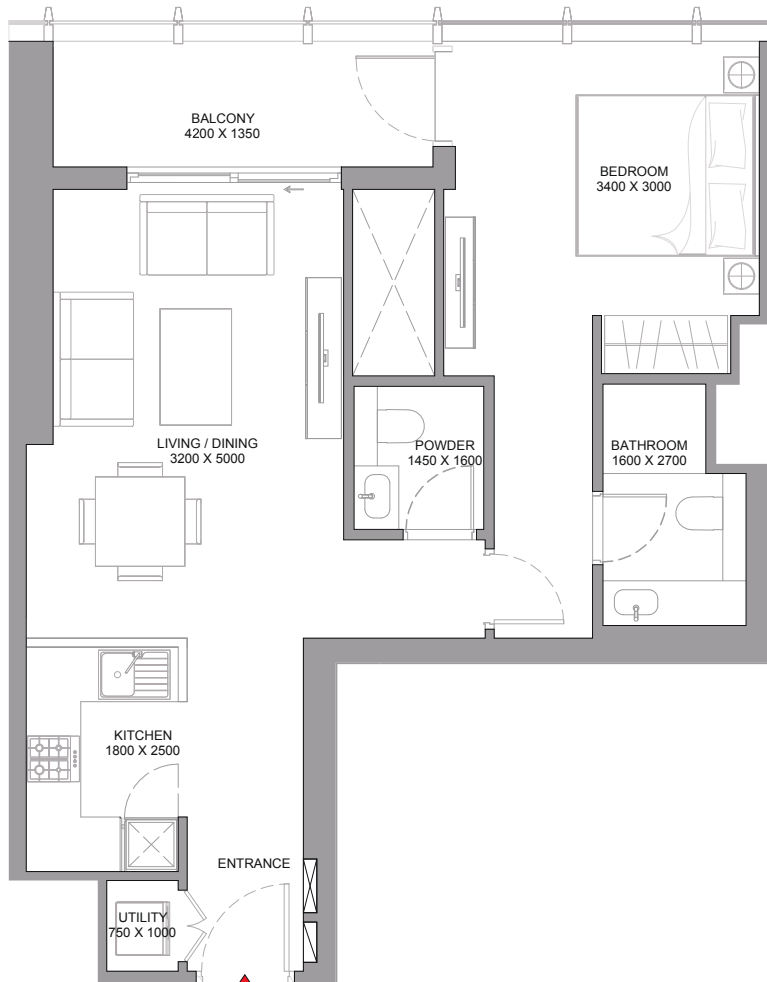 BALCONY
4200 X 1350
BEDROOM
3400 X 3000
LIVING / DINING
3200 X 5000
POWDER
1450 X 1600
BATHROOM
1600 X 2700
KITCHEN
1800 X 2500
ENTRANCE
UTILITY
750 X 1000